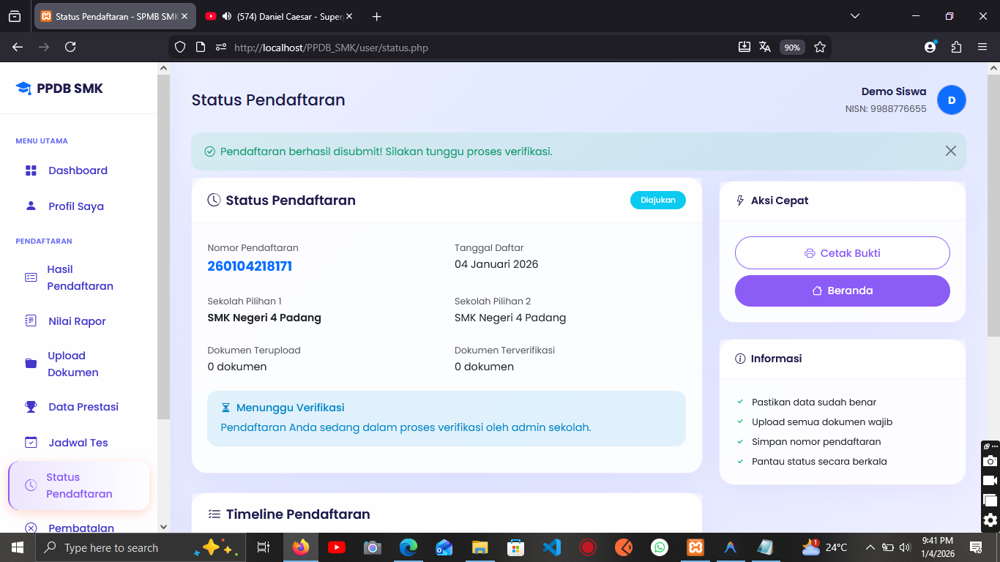 Status Pendaftaran - SPMB SMK
(574) Daniel Caesar - Super
http://localhost/PPDB_SMK/user/status.php
90%
PPDB SMK
MENU UTAMA
Dashboard
Profil Saya
PENDAFTARAN
Hasil
Pendaftaran
Nilai Rapor
Upload
Dokumen
Data Prestasi
Jadwal Tes
Status
Pendaftaran
Pembatalan
Status Pendaftaran
Demo Siswa
NISN: 9988776655
D
Pendaftaran berhasil disubmit! Silakan tunggu proses verifikasi.
Status Pendaftaran
Diajukan
Nomor Pendaftaran
260104218171
Tanggal Daftar
04 Januari 2026
Sekolah Pilihan 1
SMK Negeri 4 Padang
Sekolah Pilihan 2
SMK Negeri 4 Padang
Dokumen Terupload
0 dokumen
Dokumen Terverifikasi
0 dokumen
Menunggu Verifikasi
Pendaftaran Anda sedang dalam proses verifikasi oleh admin sekolah.
Timeline Pendaftaran
Aksi Cepat
Cetak Bukti
Beranda
Informasi
Pastikan data sudah benar
Upload semua dokumen wajib
Simpan nomor pendaftaran
Pantau status secara berkala
Type here to search
1
24°C
9:41 PM
1/4/2026